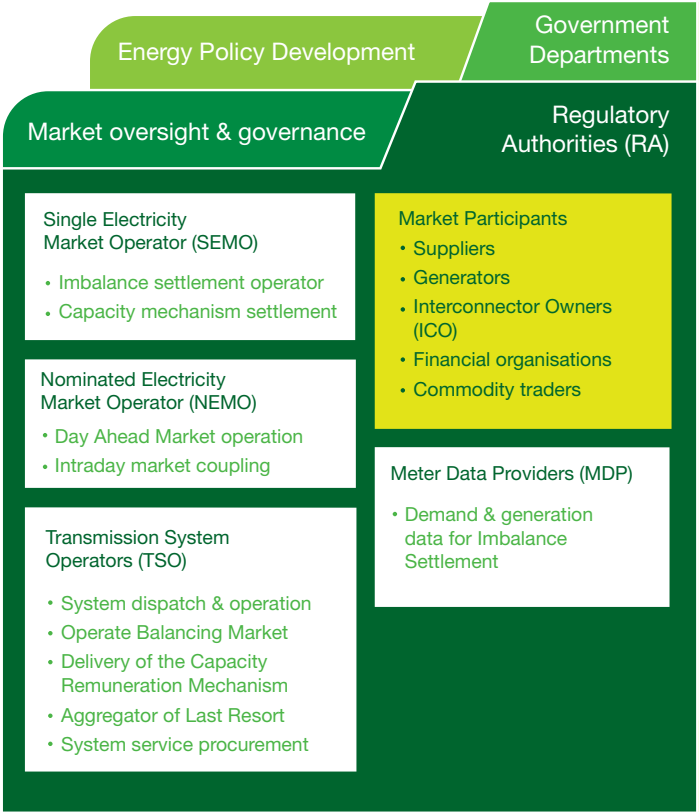 Energy Policy Development
Government
Departments
Market oversight & governance
Regulatory
Authorities (RA)
Single Electricity
Market Operator (SEMO)
• Imbalance settlement operator
• Capacity mechanism settlement
Nominated Electricity
Market Operator (NEMO)
• Day Ahead Market operation
• Intraday market coupling
Transmission System
Operators (TSO)
• System dispatch & operation
• Operate Balancing Market
• Delivery of the Capacity
Remuneration Mechanism
• Aggregator of Last Resort
• System service procurement
Market Participants
• Suppliers
• Generators
• Interconnector Owners
(ICO)
• Financial organisations
• Commodity traders
Meter Data Providers (MDP)
• Demand & generation
data for Imbalance
Settlement